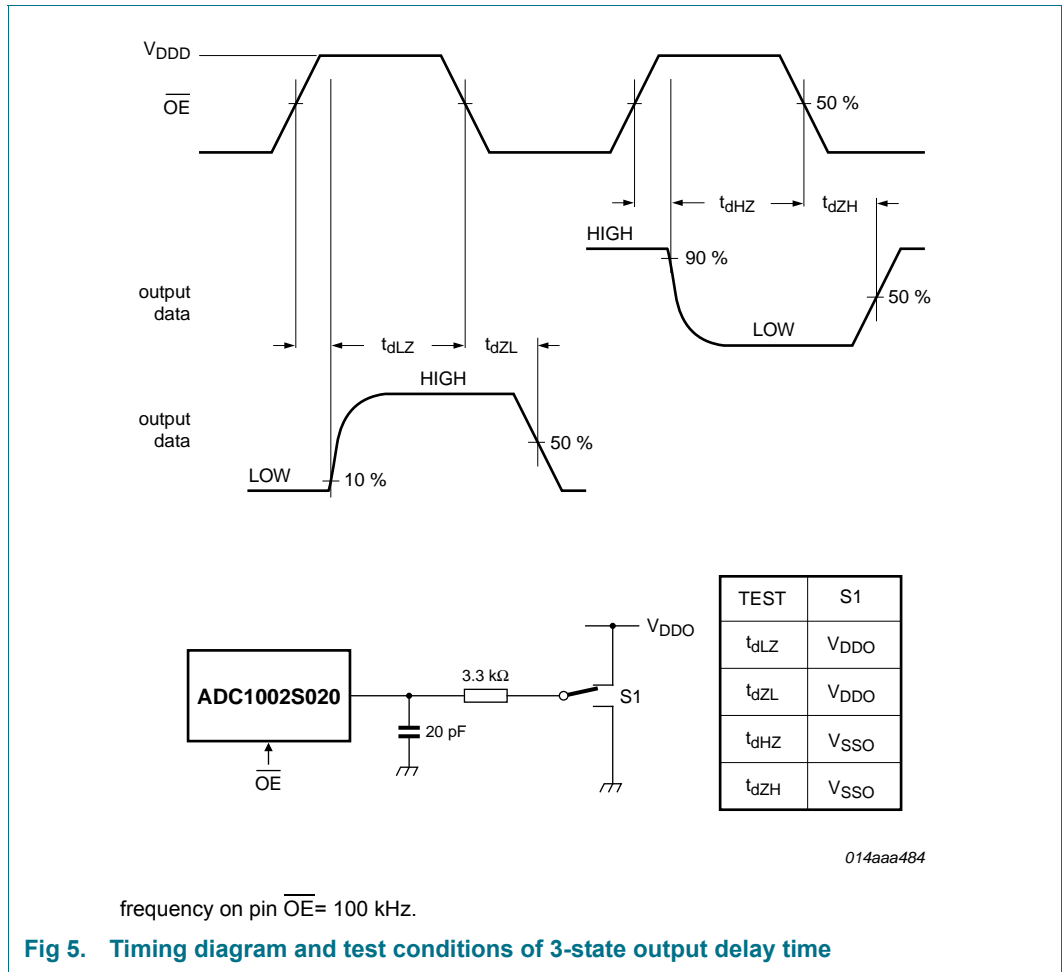 VDDD
OE
50 %
tdHZ
tdZH
HIGH
90 %
output
data
50 %
LOW
tdLZ
tdZL
HIGH
output
data
50 %
LOW
10 %
TEST S1
tdLZ VDDO
tdZL VDDO
tdHZ VSSO
tdZH VSSO
VDDO
3.3 kΩ
ADC1002S020
S1
20 pF
OE
014aaa484
frequency on pin OE= 100 kHz.
Fig 5. Timing diagram and test conditions of 3-state output delay time